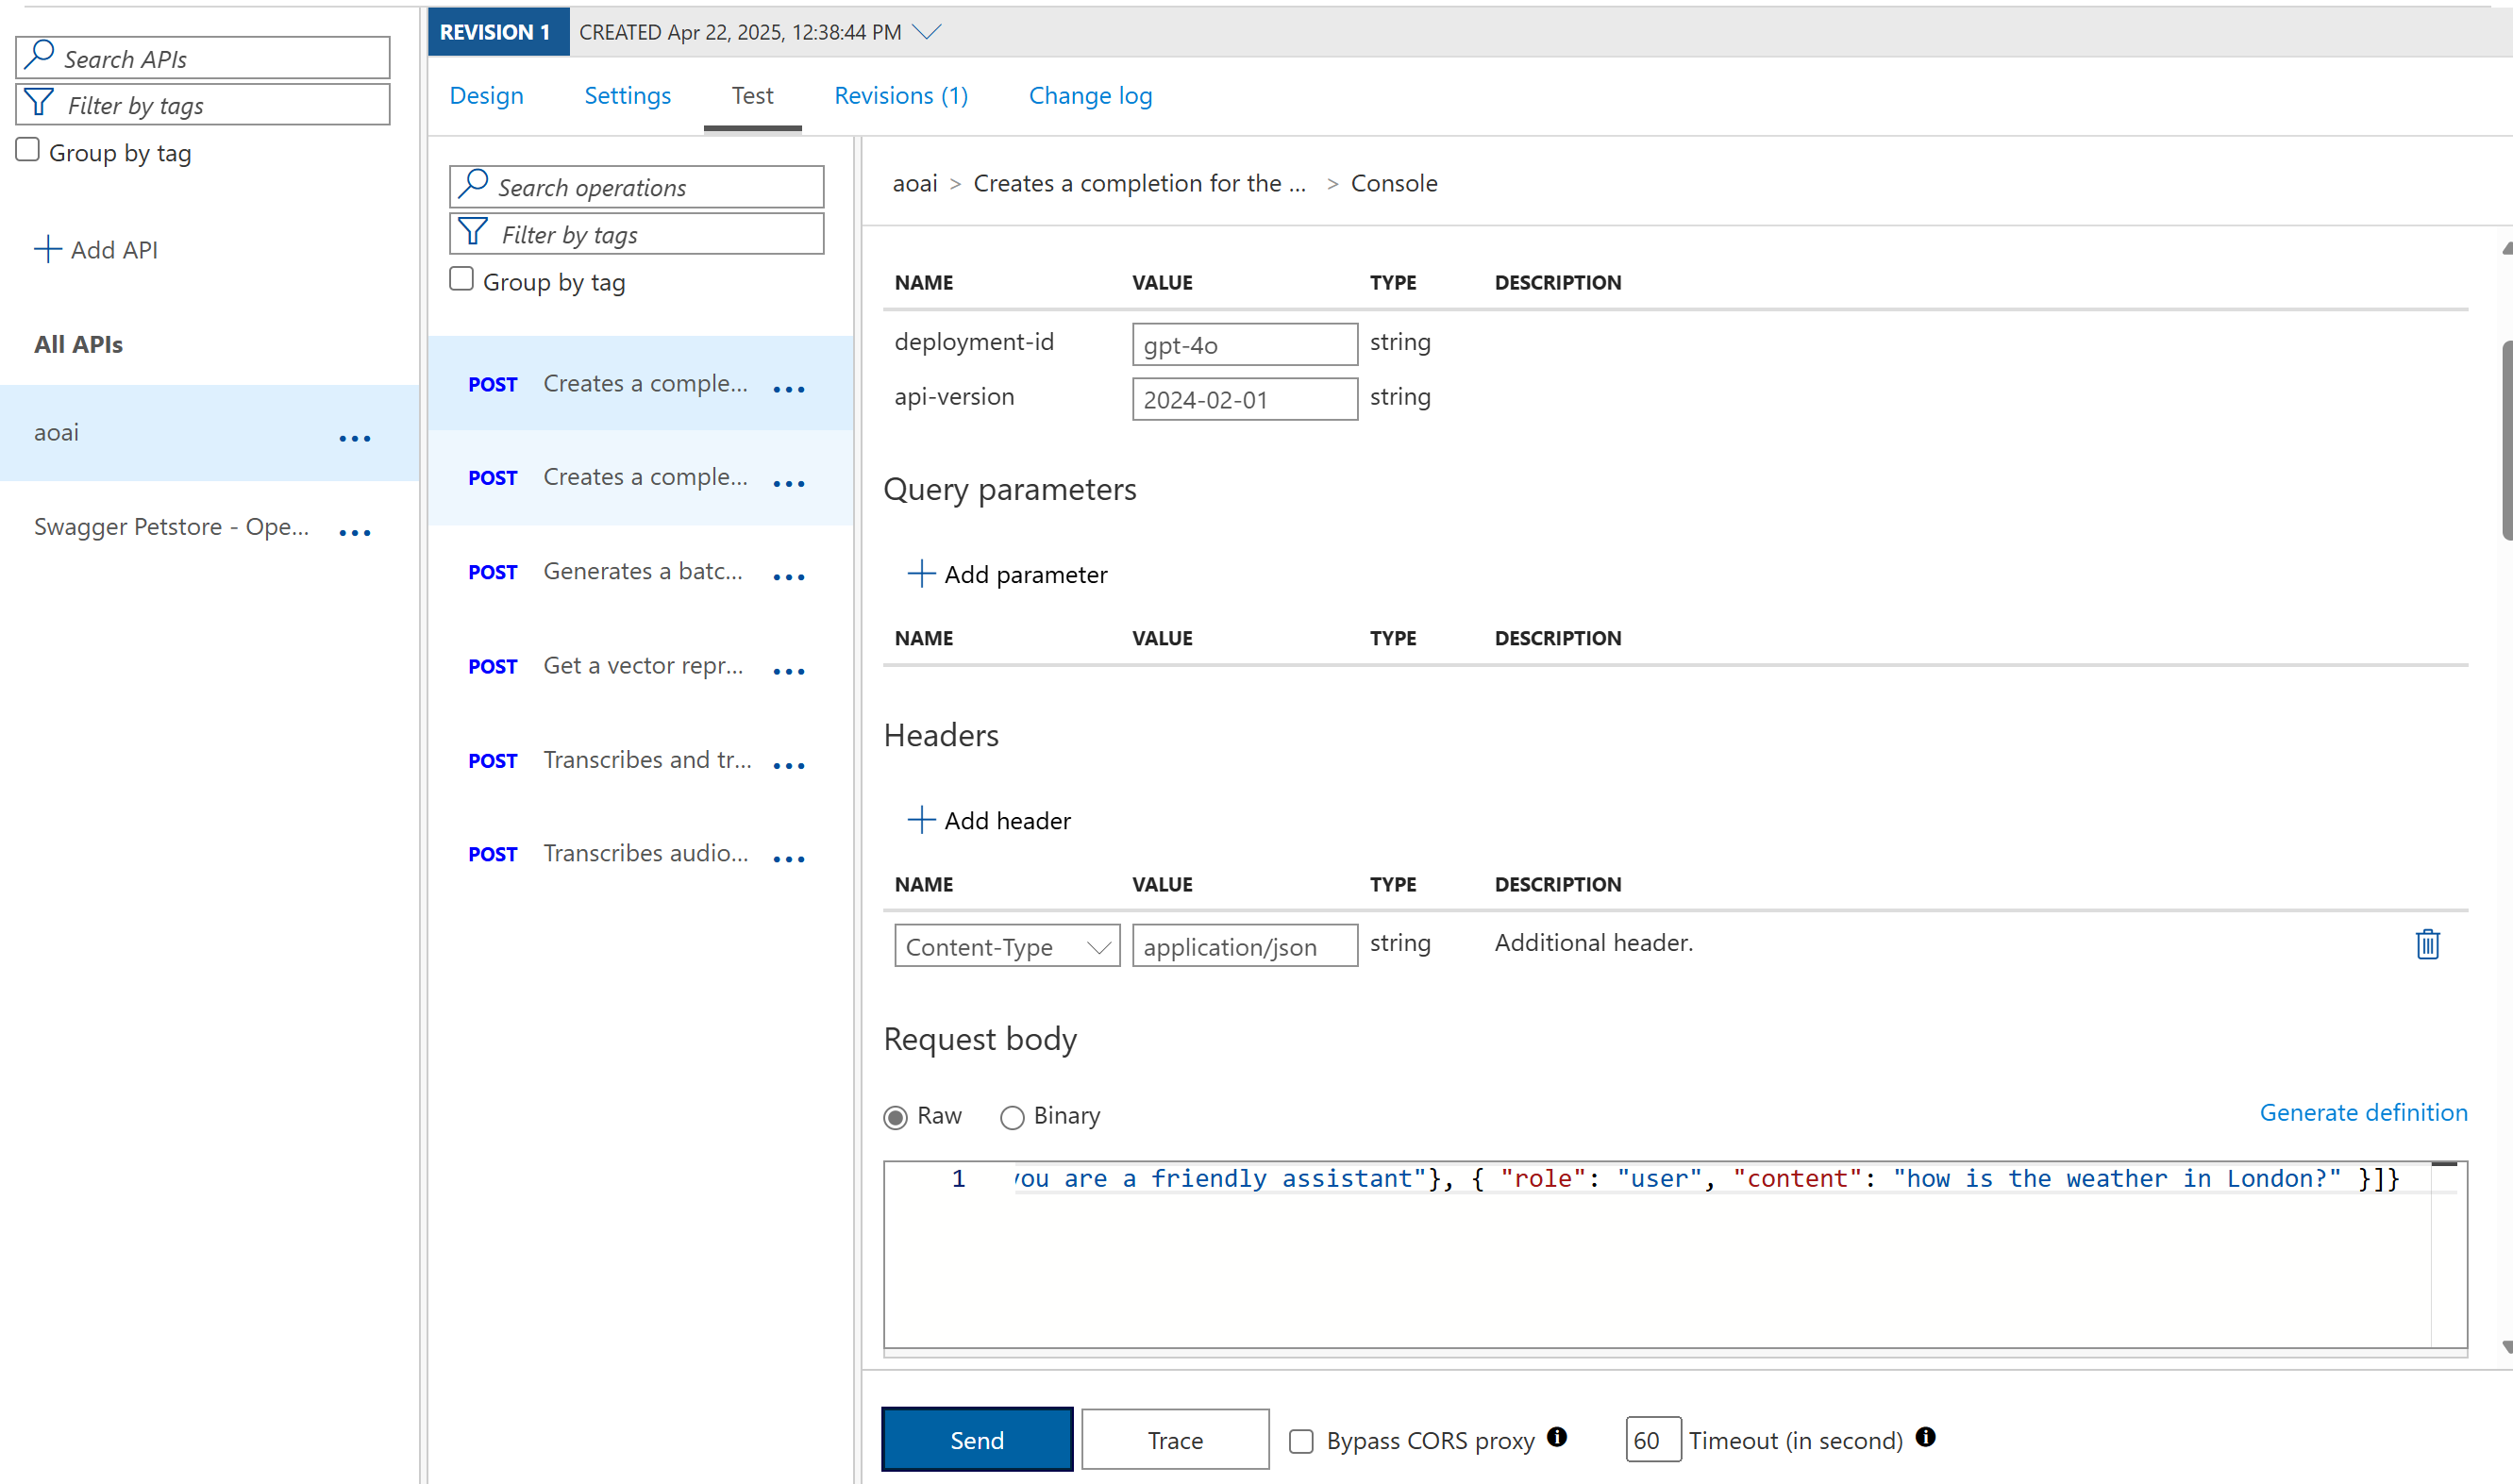 Search APIs
Filter by tags
Group by tag
Add API
All APIs
aoai
Swagger Petstore - Ope...
REVISION 1 CREATED Apr 22, 2025, 12:38:44 PM
Design Settings Test Revisions (1) Change log
Search operations
Filter by tags
Group by tag
POST Creates a comple...
POST Creates a comple...
POST Generates a batc...
POST Get a vector repr...
POST Transcribes and tr...
POST Transcribes audio...
aoai > Creates a completion for the ... > Console
NAME VALUE TYPE DESCRIPTION
deployment-id gpt-4o string
api-version 2024-02-01 string
Query parameters
Add parameter
NAME VALUE TYPE DESCRIPTION
Headers
Add header
NAME VALUE TYPE DESCRIPTION
Content-Type application/json string Additional header.
Request body
Raw Binary Generate definition
1 you are a friendly assistant"}, { "role": "user", "content": "how is the weather in London?" }]}
Send Trace Bypass CORS proxy 60 Timeout (in second)